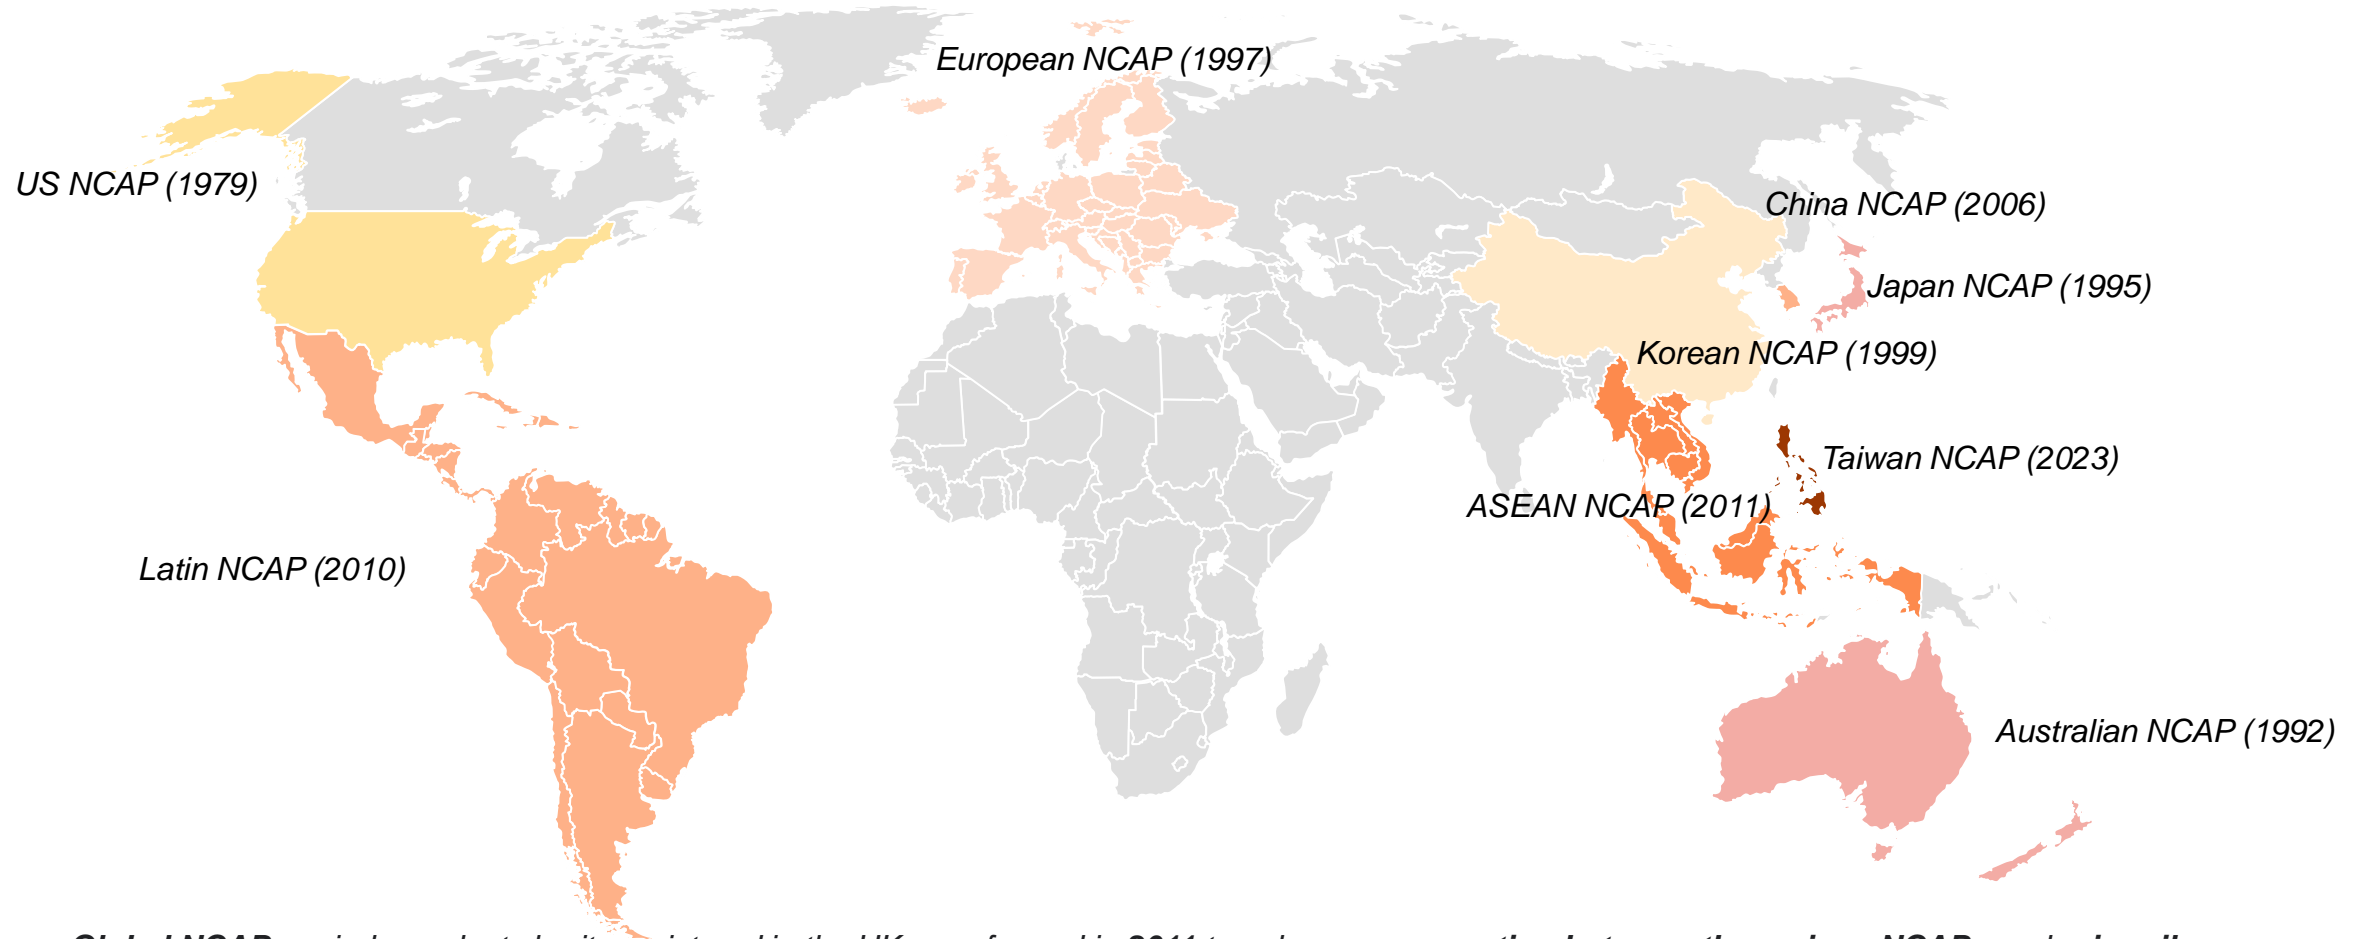 European NCAP (1997)
US NCAP (1979)
China NCAP (2006)
Japan NCAP (1995)
Korean NCAP (1999)
Taiwan NCAP (2023)
ASEAN NCAP (2011)
Latin NCAP (2010)
Australian NCAP (1992)